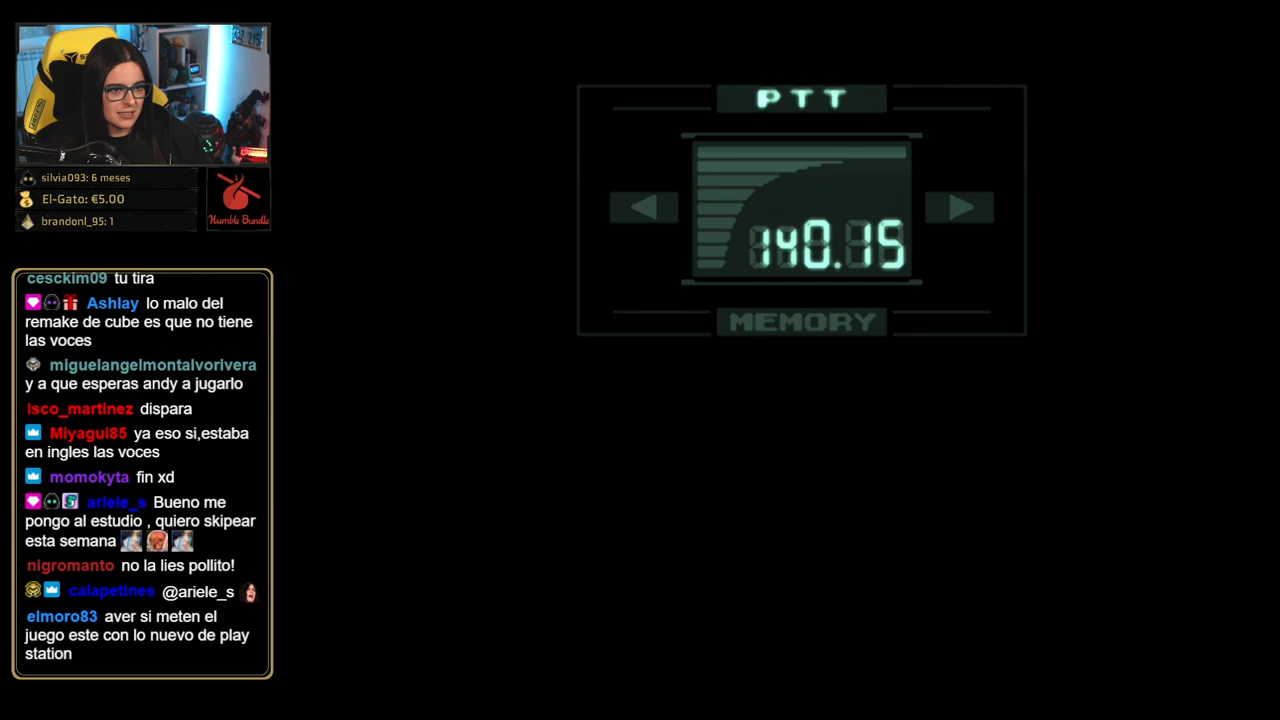 silvia093: 6 meses
El-Gato: €5.00
brandonl_95: 1
Humble Bundle
cesckim09 tu tira
Ashlay lo malo del
remake de cube es que no tiene
las voces
miguelangelmontalvorivera
y a que esperas andy a jugarlo
isco_martinez dispara
Miyagui85 ya eso si,estaba
en ingles las voces
momokyta fin xd
ariele_s Bueno me
pongo al estudio , quiero skipear
esta semana
nigromanto no la lies pollito!
calapetines @ariele_s
elmoro83 aver si meten el
juego este con lo nuevo de play
station
PTT
140.15
MEMORY